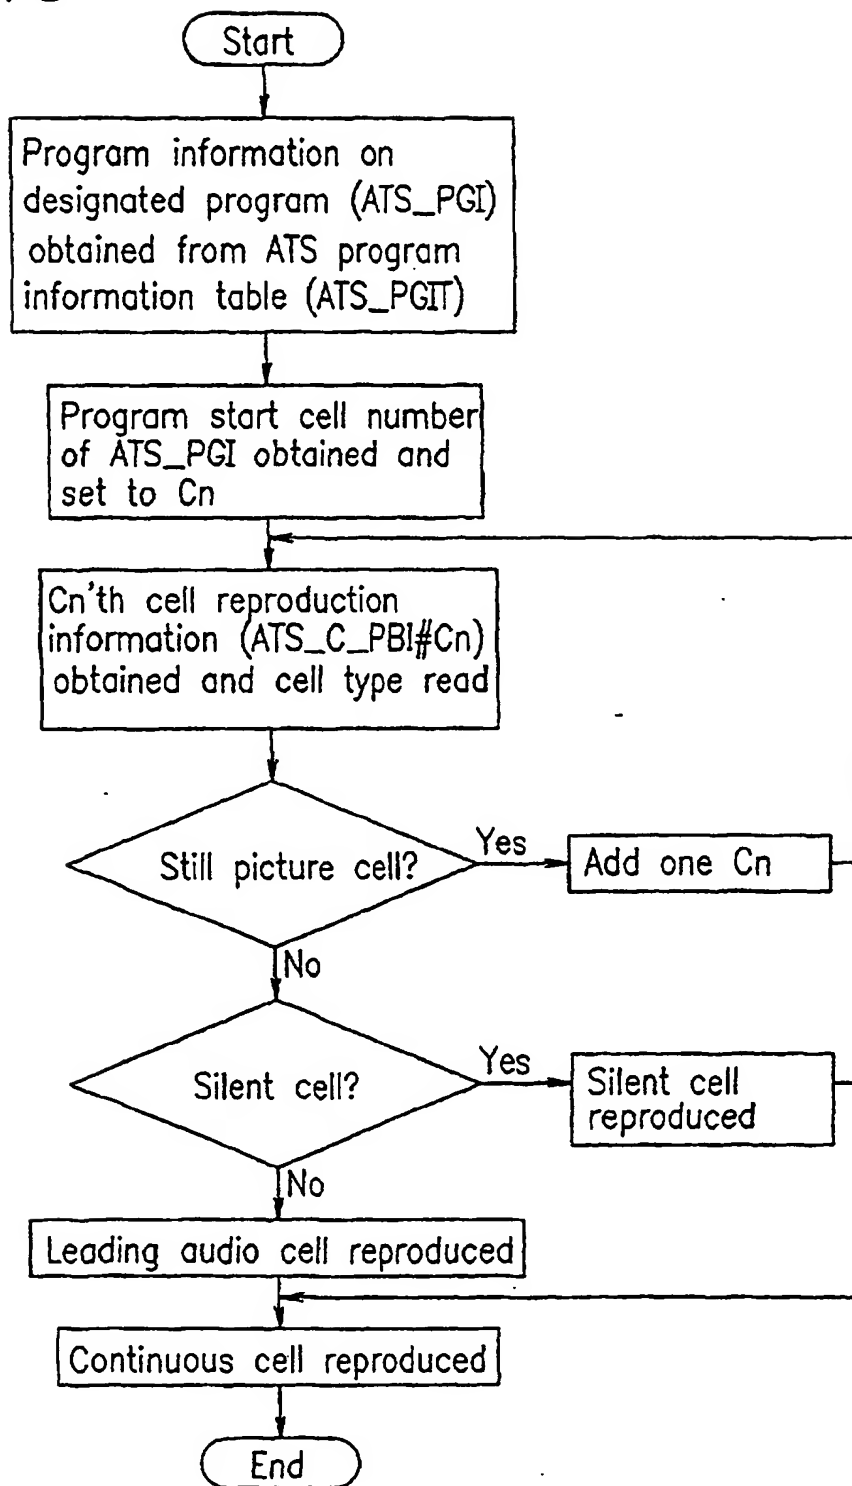 Start
Program information on
designated program (ATS_PGI)
obtained from ATS program
information table (ATS_PGIT)
Program start cell number
of ATS_PGI obtained and
set to Cn
Cn'th cell reproduction
information (ATS_C_PBI#Cn)
obtained and cell type read
Still picture cell?
Yes
Add one Cn
No
Silent cell?
Yes
Silent cell
reproduced
No
Leading audio cell reproduced
Continuous cell reproduced
End